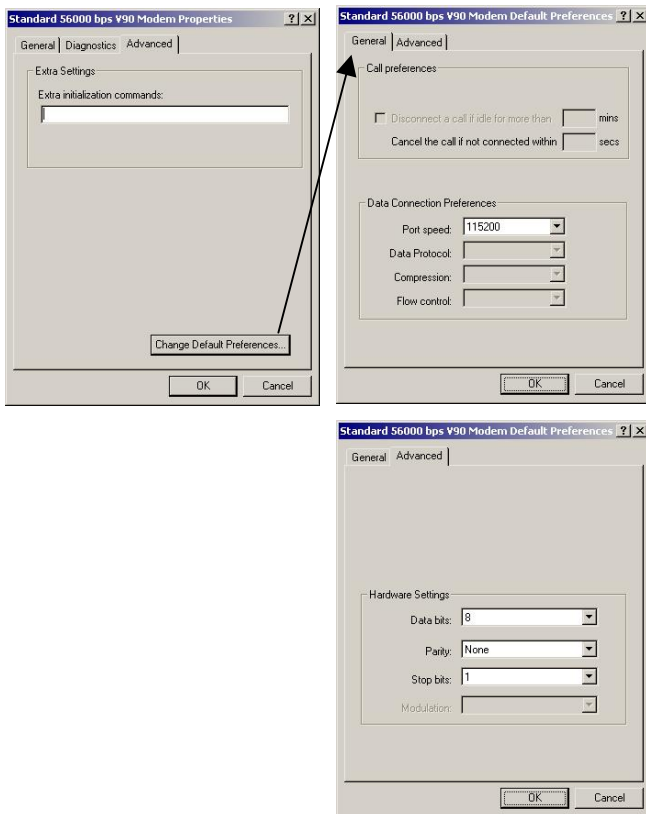 Standard 56000 bps V90 Modem Properties
General Diagnostics Advanced
Extra Settings
Extra initialization commands:
Change Default Preferences...
OK Cancel
Standard 56000 bps V90 Modem Default Preferences
General Advanced
Call preferences
Disconnect a call if idle for more than mins
Cancel the call if not connected within secs
Data Connection Preferences
Port speed: 115200
Data Protocol:
Compression:
Flow control:
OK Cancel
Standard 56000 bps V90 Modem Default Preferences
General Advanced
Hardware Settings
Data bits: 8
Parity: None
Stop bits: 1
Modulation:
OK Cancel